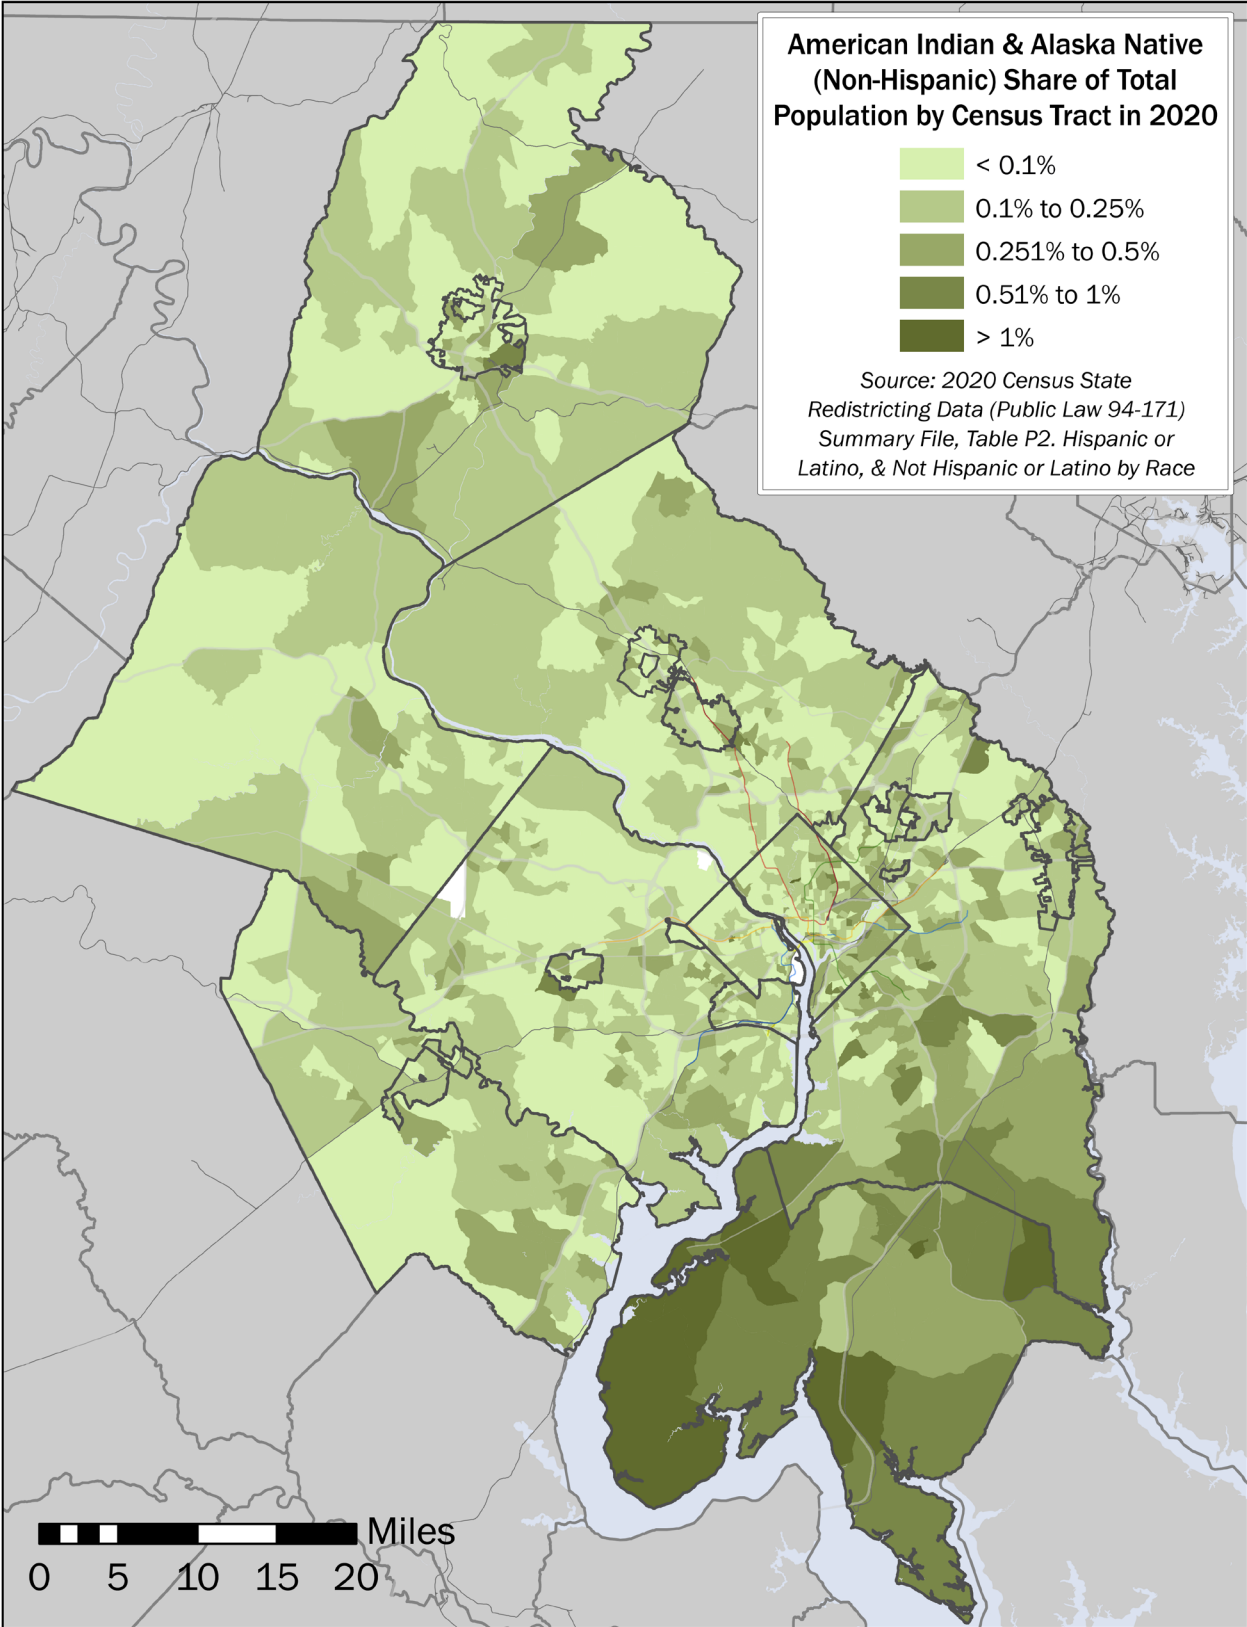 American Indian & Alaska Native
(Non-Hispanic) Share of Total
Population by Census Tract in 2020
< 0.1%
0.1% to 0.25%
0.251% to 0.5%
0.51% to 1%
> 1%
Source: 2020 Census State
Redistricting Data (Public Law 94-171)
Summary File, Table P2. Hispanic or
Latino, & Not Hispanic or Latino by Race
Miles
0 5 10 15 20